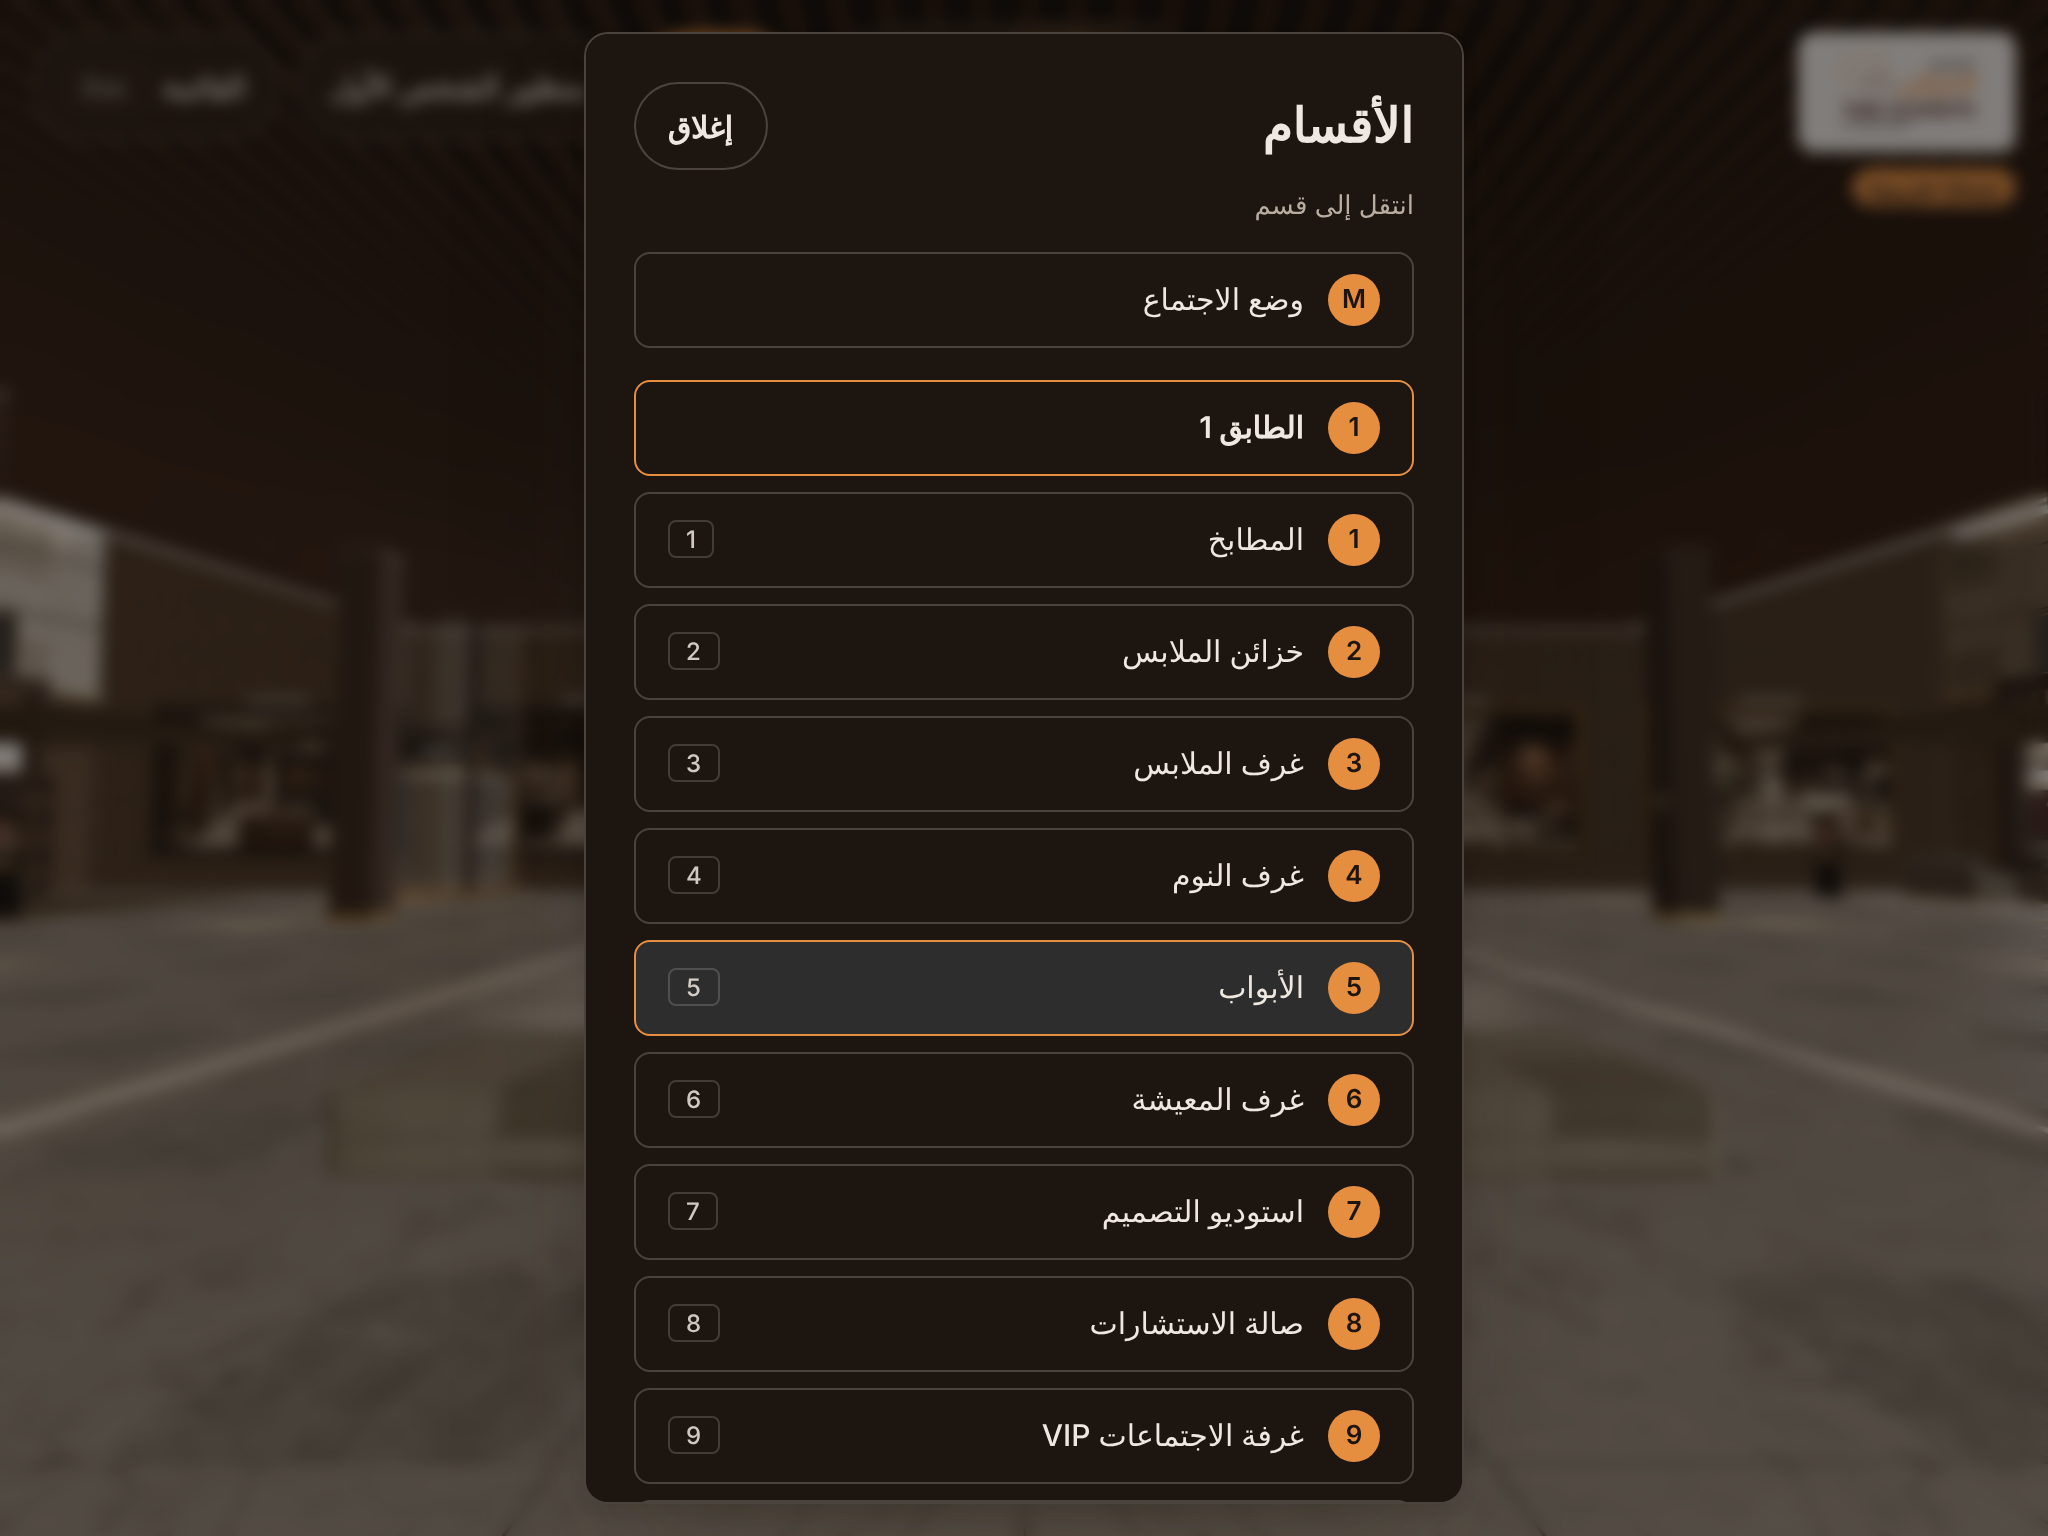 الأقسام
إغلاق
انتقل إلى قسم
M وضع الاجتماع
1 الطابق 1
1 المطابخ 1
2 خزائن الملابس 2
3 غرف الملابس 3
4 غرف النوم 4
5 الأبواب 5
6 غرف المعيشة 6
7 استوديو التصميم 7
8 صالة الاستشارات 8
9 غرفة الاجتماعات VIP 9